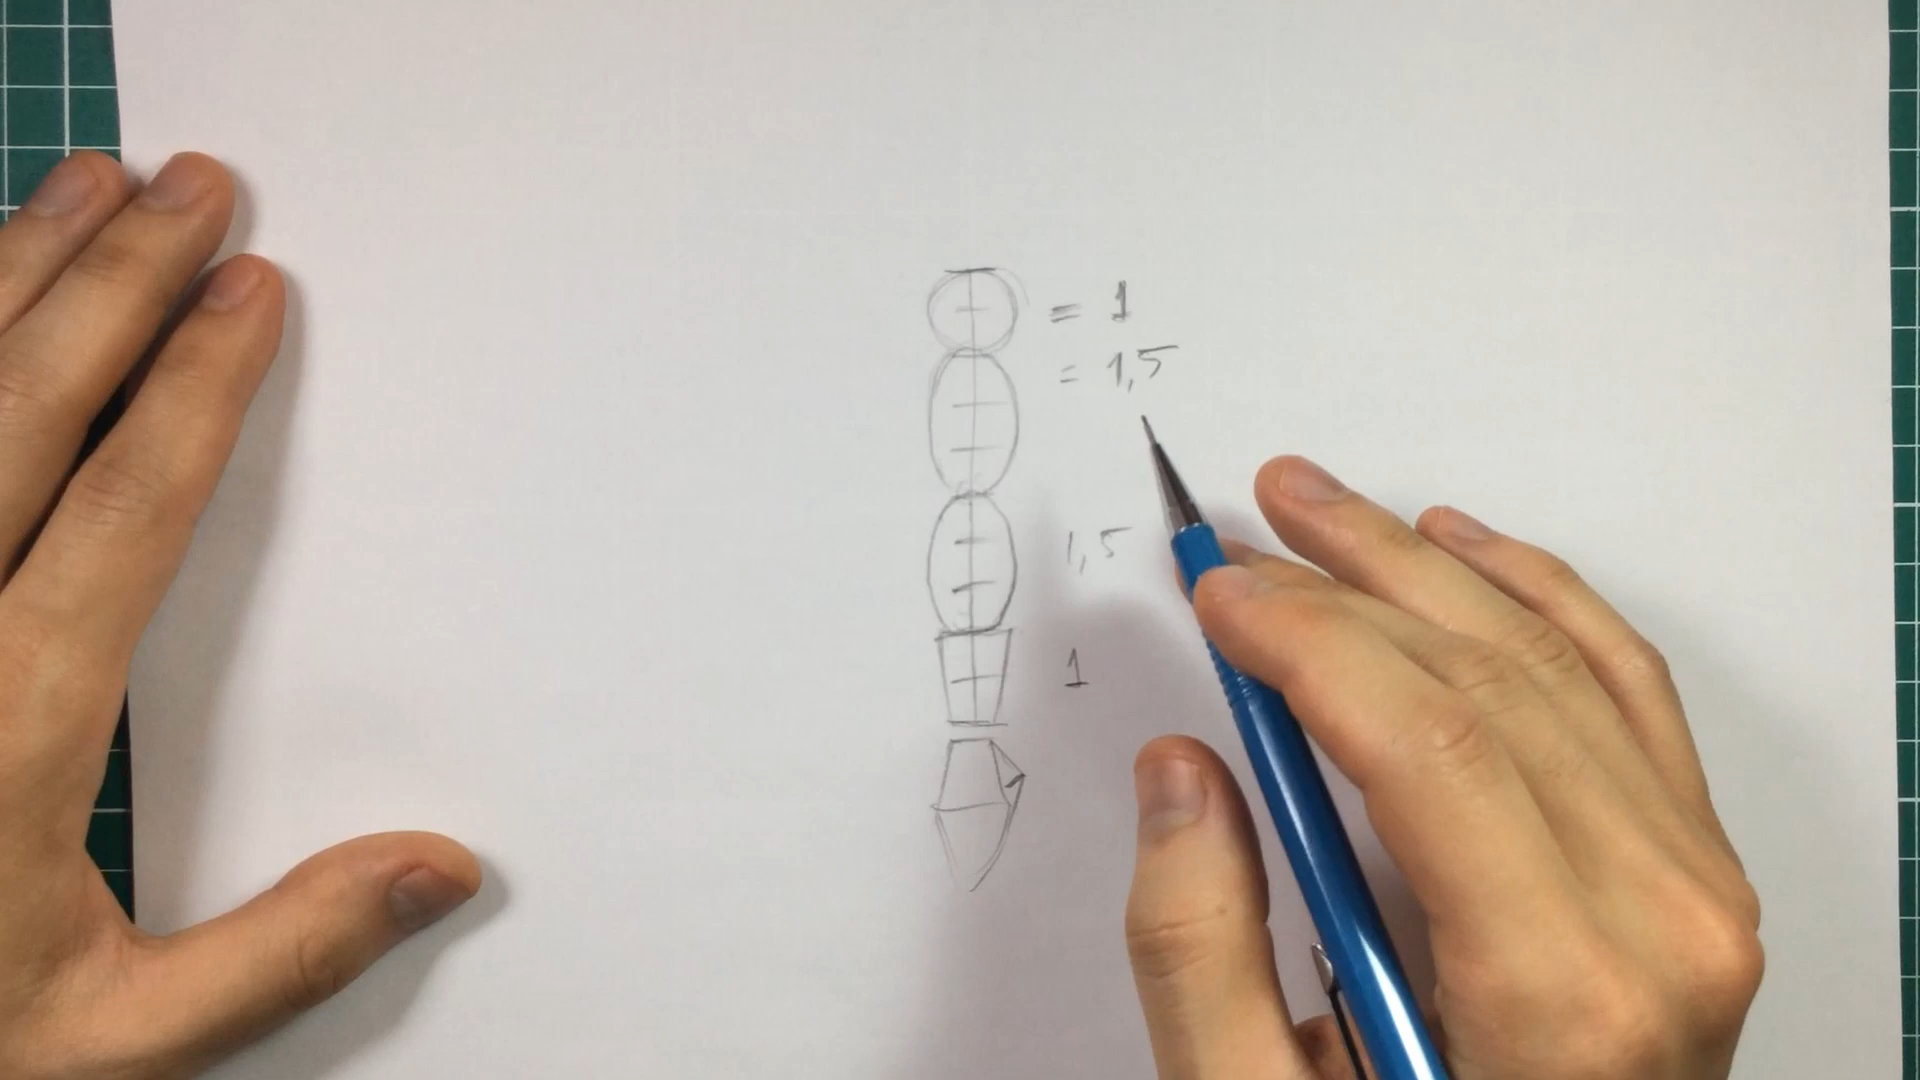 = 1
= 1,5
1,5
1